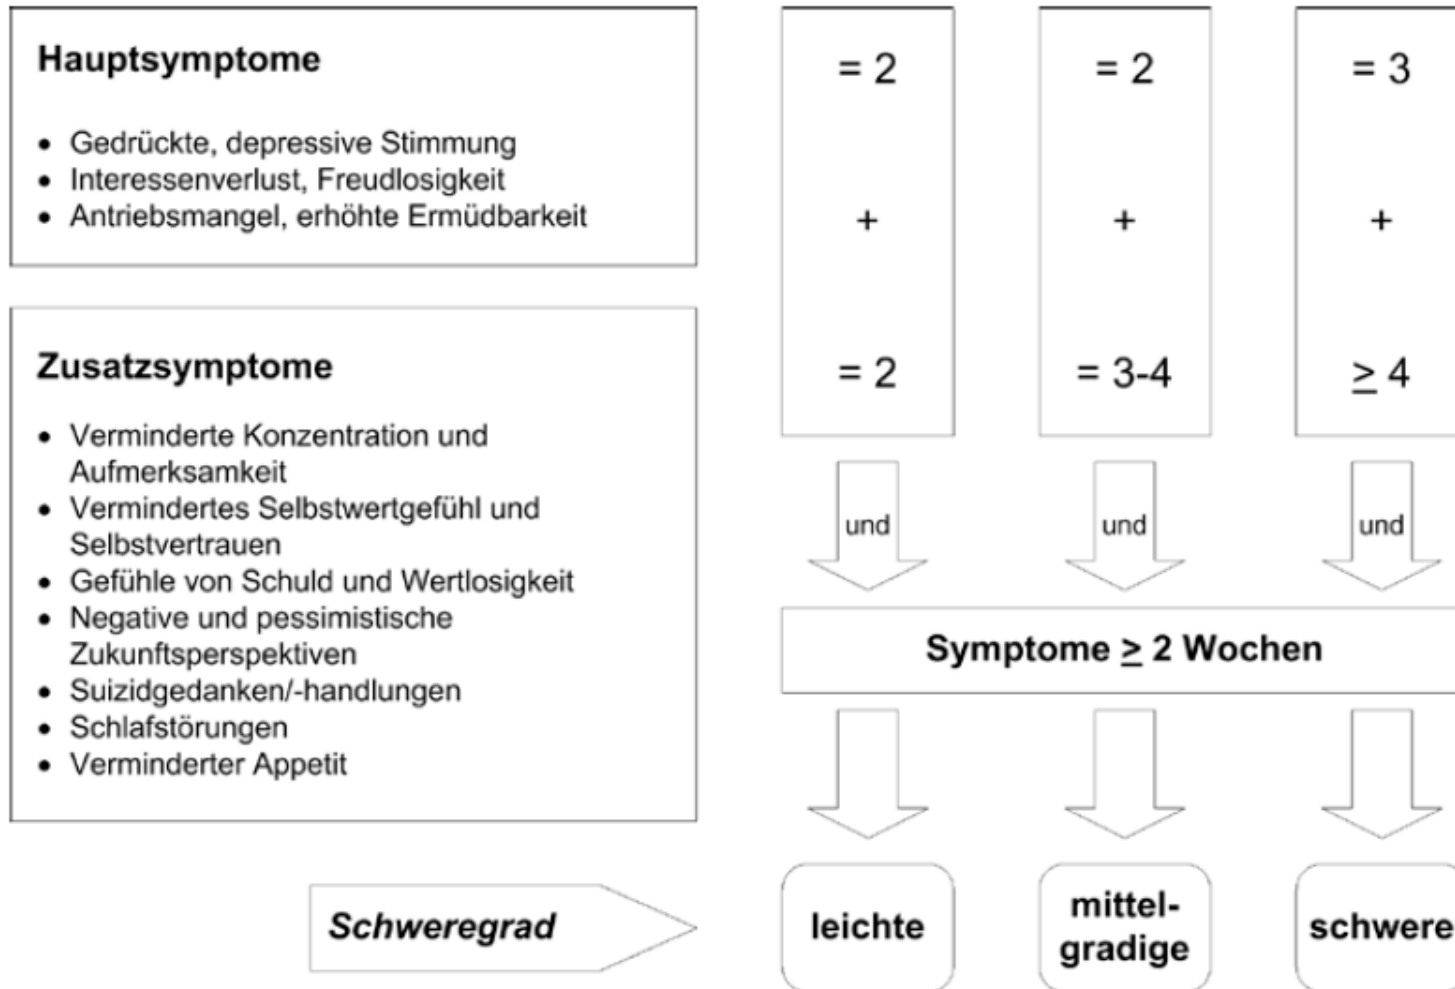 Hauptsymptome
• Gedrückte, depressive Stimmung
• Interessenverlust, Freudlosigkeit
• Antriebsmangel, erhöhte Ermüdbarkeit
Zusatzsymptome
• Verminderte Konzentration und
Aufmerksamkeit
• Vermindertes Selbstwertgefühl und
Selbstvertrauen
• Gefühle von Schuld und Wertlosigkeit
• Negative und pessimistische
Zukunftsperspektiven
• Suizidgedanken/-handlungen
• Schlafstörungen
• Verminderter Appetit
= 2 = 2 = 3
+ + +
= 2 = 3-4 ≥ 4
und und und
Symptome ≥ 2 Wochen
Schweregrad
leichte
mittel-
gradige
schwere